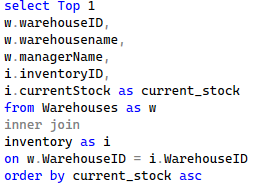 select Top 1
w.warehouseID,
w.warehousename,
w.managerName,
i.inventoryID,
i.currentStock as current_stock
from Warehouses as w
inner join
inventory as i
on w.WarehouseID = i.WarehouseID
order by current_stock asc